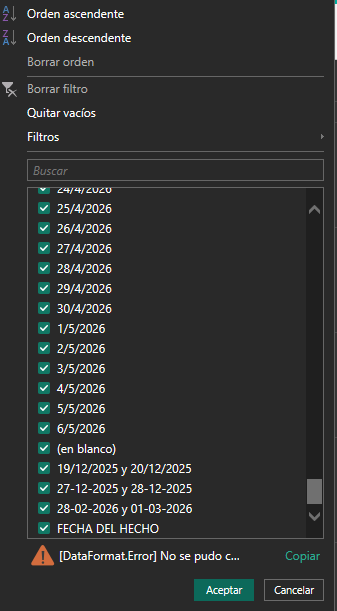 Orden ascendente
Orden descendente
Borrar orden
Borrar filtro
Quitar vacíos
Filtros
Buscar
24/4/2026
25/4/2026
26/4/2026
27/4/2026
28/4/2026
29/4/2026
30/4/2026
1/5/2026
2/5/2026
3/5/2026
4/5/2026
5/5/2026
6/5/2026
(en blanco)
19/12/2025 y 20/12/2025
27-12-2025 y 28-12-2025
28-02-2026 y 01-03-2026
FECHA DEL HECHO
[DataFormat.Error] No se pudo c... Copiar
Aceptar Cancelar